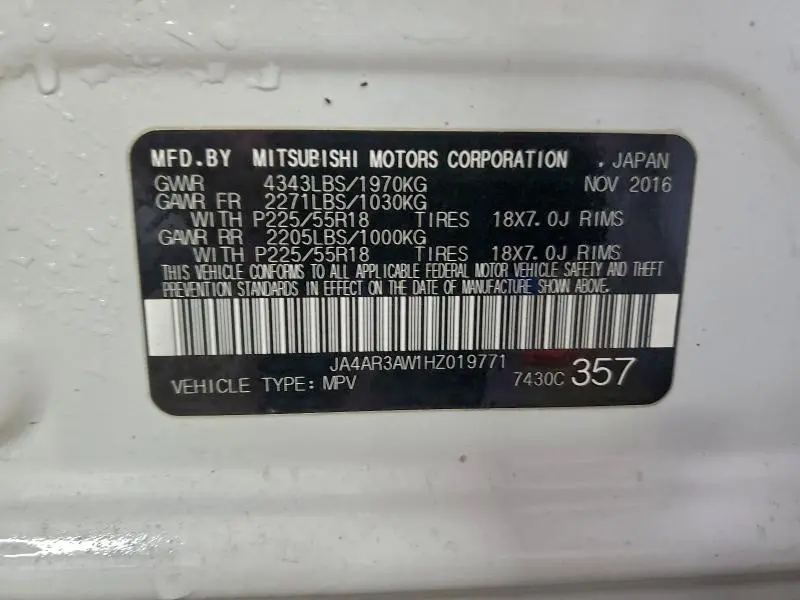 MFD.BY MITSUBISHI MOTORS CORPORATION . JAPAN
GVWR 4343LBS/1970KG NOV 2016
GAWR FR 2271LBS/1030KG
WITH P225/55R18 TIRES 18X7.0J RIMS
GAWR RR 2205LBS/1000KG
WITH P225/55R18 TIRES 18X7.0J RIMS
THIS VEHICLE CONFORMS TO ALL APPLICABLE FEDERAL MOTOR VEHICLE SAFETY AND THEFT
PREVENTION STANDARDS IN EFFECT ON THE DATE OF MANUFACTURE SHOWN ABOVE.
JA4AR3AW1HZ019771
VEHICLE TYPE: MPV 7430C 357